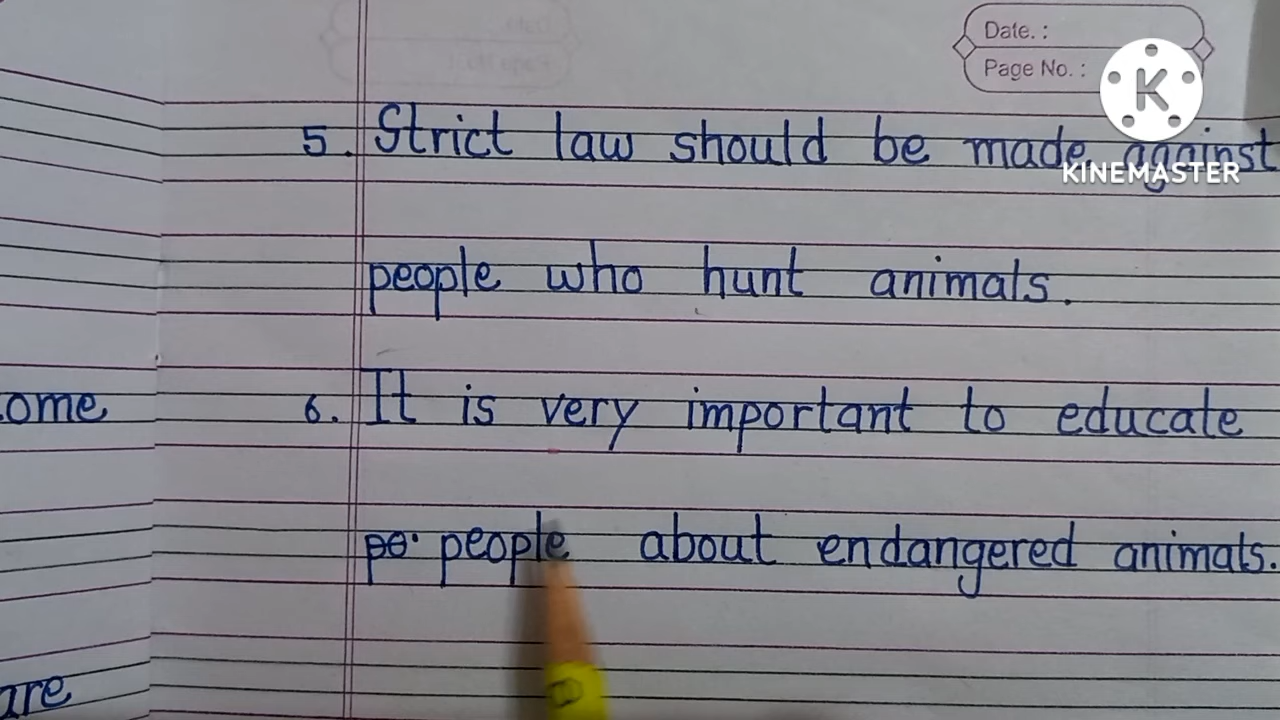 Date. :
Page No. :
K
KINEMASTER
5. Strict law should be made against
people who hunt animals.
ome
6. It is very important to educate
po. people about endangered animals.
are